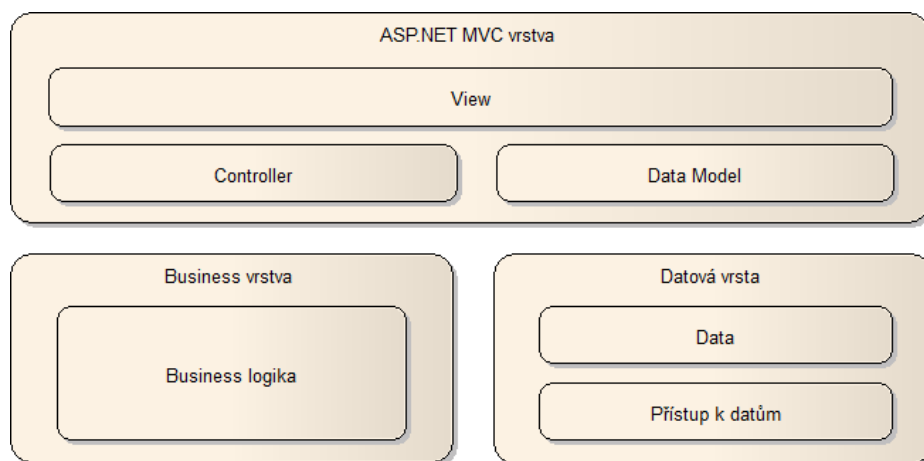 ASP.NET MVC vrstva
View
Controller
Data Model
Business vrstva
Business logika
Datová vrsta
Data
Přístup k datům